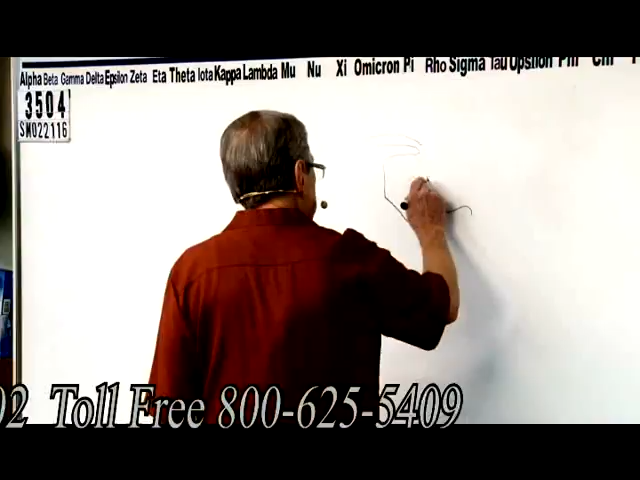 Alpha Beta Gamma Delta Epsilon Zeta Eta Theta Iota Kappa Lambda Mu Nu Xi Omicron Pi Rho Sigma Tau Upsilon Phi Chi
3504
SM022116
02 Toll Free 800-625-5409